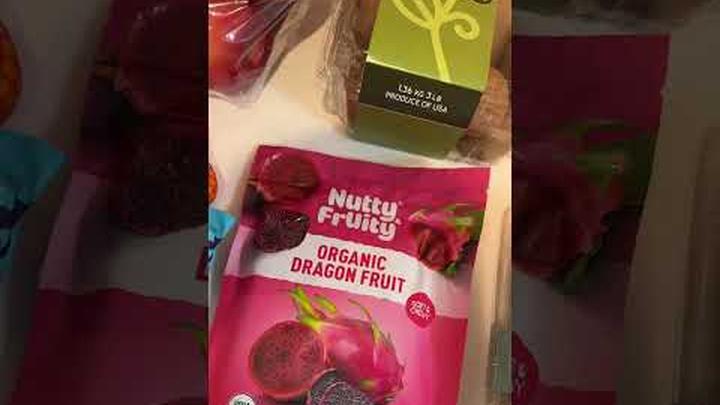 1.36 KG 3 LB
PRODUCE OF USA
Nutty
Fruity
ORGANIC
DRAGON FRUIT
SOFT &
CHEWY